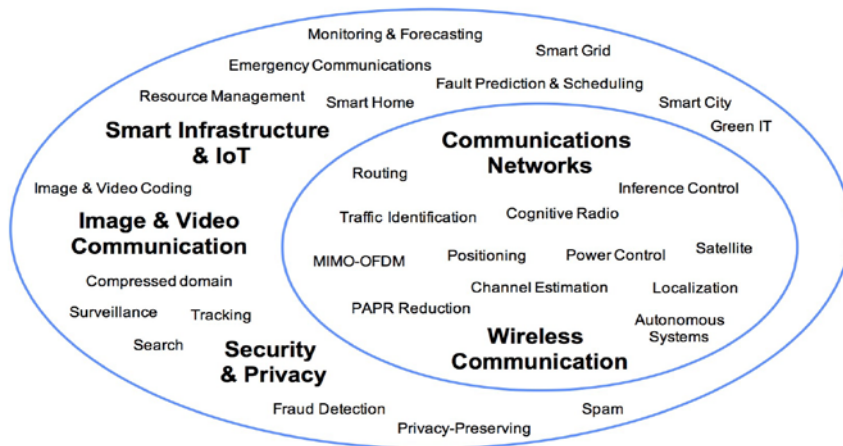 Monitoring & Forecasting
Smart Grid
Emergency Communications
Fault Prediction & Scheduling
Resource Management
Smart Home
Smart City
Green IT
Smart Infrastructure
& IoT
Communications
Networks
Routing
Image & Video Coding
Inference Control
Image & Video
Communication
Traffic Identification
Cognitive Radio
MIMO-OFDM
Positioning
Power Control
Satellite
Compressed domain
Channel Estimation
Localization
Surveillance
Tracking
PAPR Reduction
Autonomous
Systems
Search
Security
& Privacy
Wireless
Communication
Fraud Detection
Spam
Privacy-Preserving